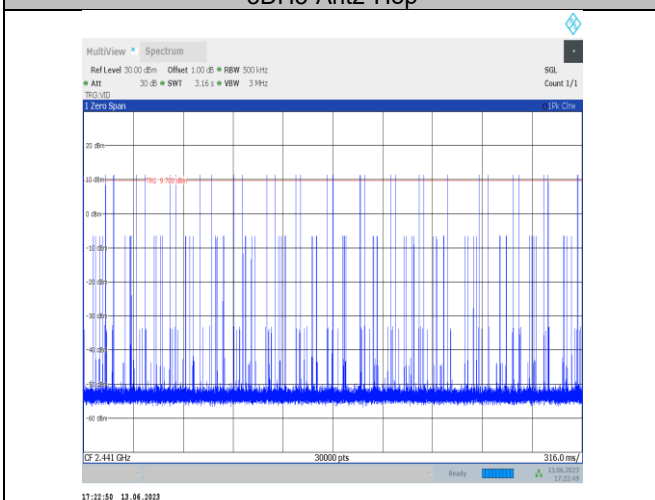 MultiView Spectrum
Ref Level 30.00 dBm Offset 1.00 dB RBW 500 kHz SGL
Att 30 dB SWT 3.16 s VBW 3 MHz Count 1/1
TRG:VID
1 Zero Span 1Pk Clrw
20 dBm
10 dBm
TRG 9.700 dBm
0 dBm
-10 dBm
-20 dBm
-30 dBm
-40 dBm
-60 dBm
CF 2.441 GHz 30000 pts 316.0 ms/
Ready 13.06.2023
17:22:49
17:22:50 13.06.2023